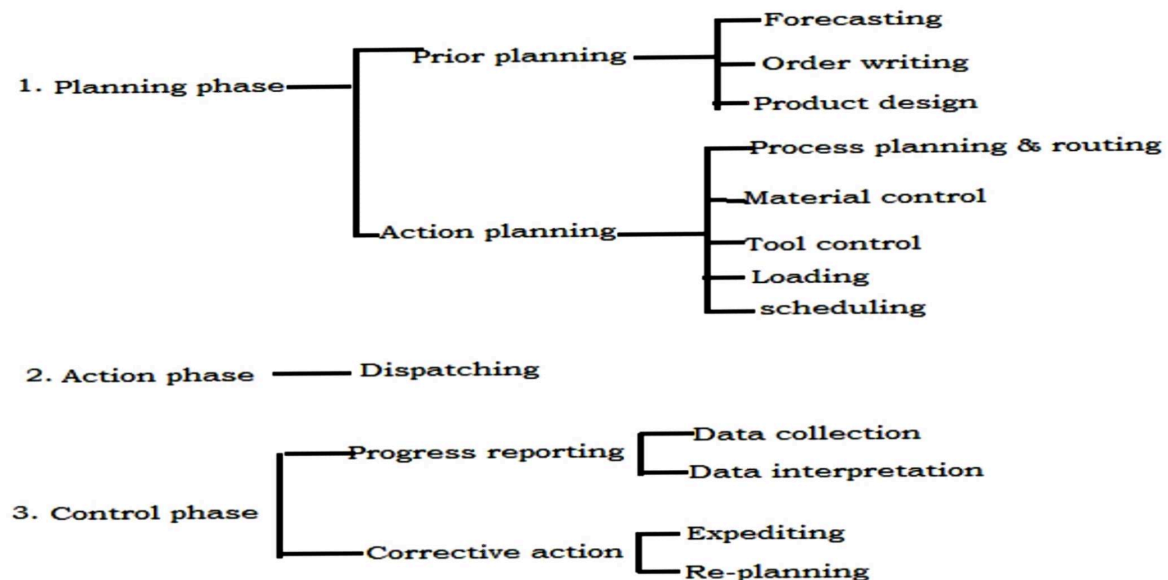 Forecasting
Prior planning
Order writing
1. Planning phase
Product design
Process planning & routing
Material control
Action planning
Tool control
Loading
scheduling
2. Action phase
Dispatching
Data collection
Progress reporting
Data interpretation
3. Control phase
Expediting
Corrective action
Re-planning